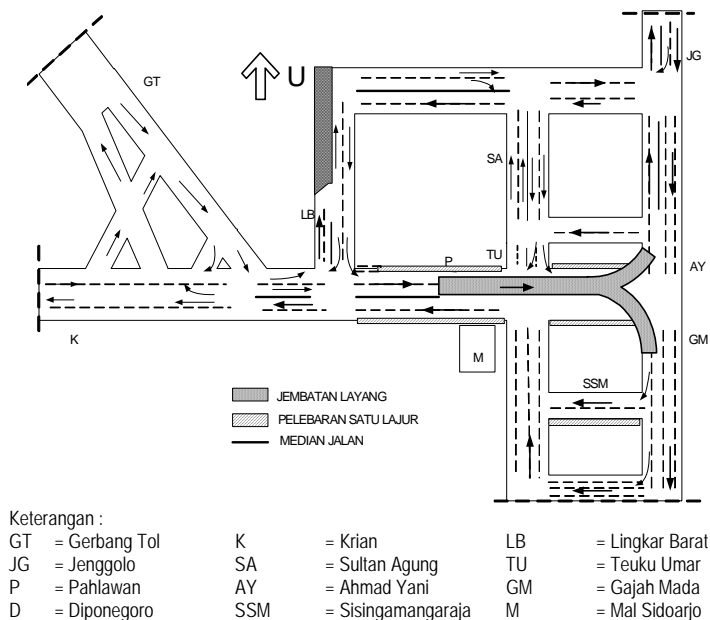 GT
U
JG
SA
LB
P
TU
AY
K
M
GM
SSM
JEMBATAN LAYANG
PELEBARAN SATU LAJUR
MEDIAN JALAN
Keterangan :
GT = Gerbang Tol K = Krian LB = Lingkar Barat
JG = Jenggolo SA = Sultan Agung TU = Teuku Umar
P = Pahlawan AY = Ahmad Yani GM = Gajah Mada
D = Diponegoro SSM = Sisingamangaraja M = Mal Sidoarjo